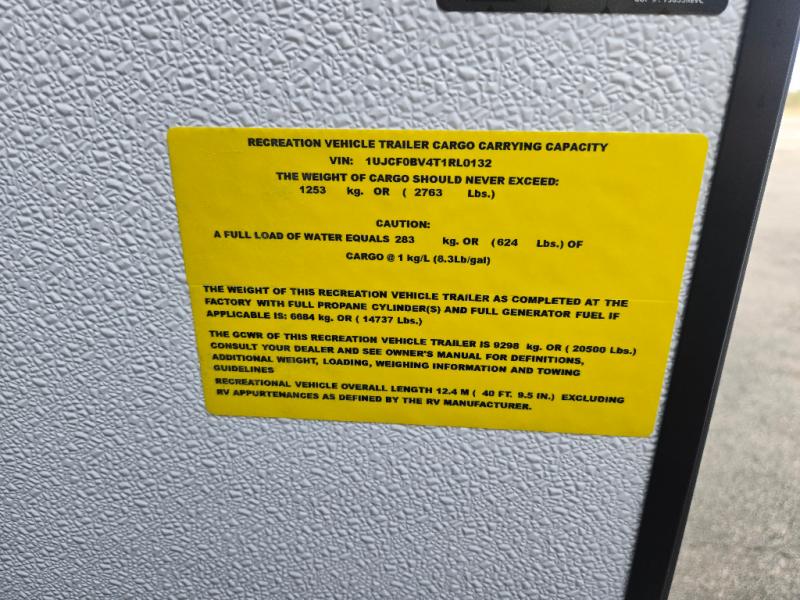 RECREATION VEHICLE TRAILER CARGO CARRYING CAPACITY
VIN: 1UJCF0BV4T1RL0132
THE WEIGHT OF CARGO SHOULD NEVER EXCEED:
1253 kg. OR ( 2763 Lbs.)
CAUTION:
A FULL LOAD OF WATER EQUALS 283 kg. OR (624 Lbs.) OF
CARGO @ 1 kg/L (8.3Lb/gal)
THE WEIGHT OF THIS RECREATION VEHICLE TRAILER AS COMPLETED AT THE
FACTORY WITH FULL PROPANE CYLINDER(S) AND FULL GENERATOR FUEL IF
APPLICABLE IS: 6684 kg. OR ( 14737 Lbs.)
THE GCWR OF THIS RECREATION VEHICLE TRAILER IS 9298 kg. OR ( 20500 Lbs.)
CONSULT YOUR DEALER AND SEE OWNER'S MANUAL FOR DEFINITIONS,
ADDITIONAL WEIGHT, LOADING, WEIGHING INFORMATION AND TOWING
GUIDELINES
RECREATIONAL VEHICLE OVERALL LENGTH 12.4 M ( 40 FT. 9.5 IN.) EXCLUDING
RV APPURTENANCES AS DEFINED BY THE RV MANUFACTURER.